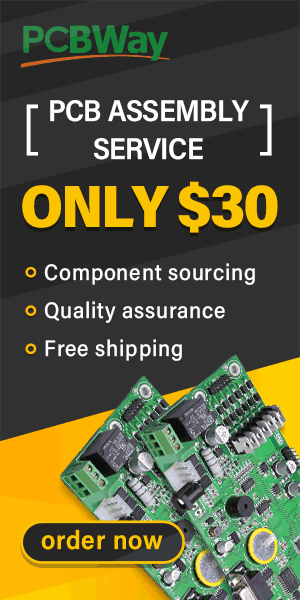 PCBWay
PCB ASSEMBLY
SERVICE
ONLY $30
Component sourcing
Quality assurance
Free shipping
order now